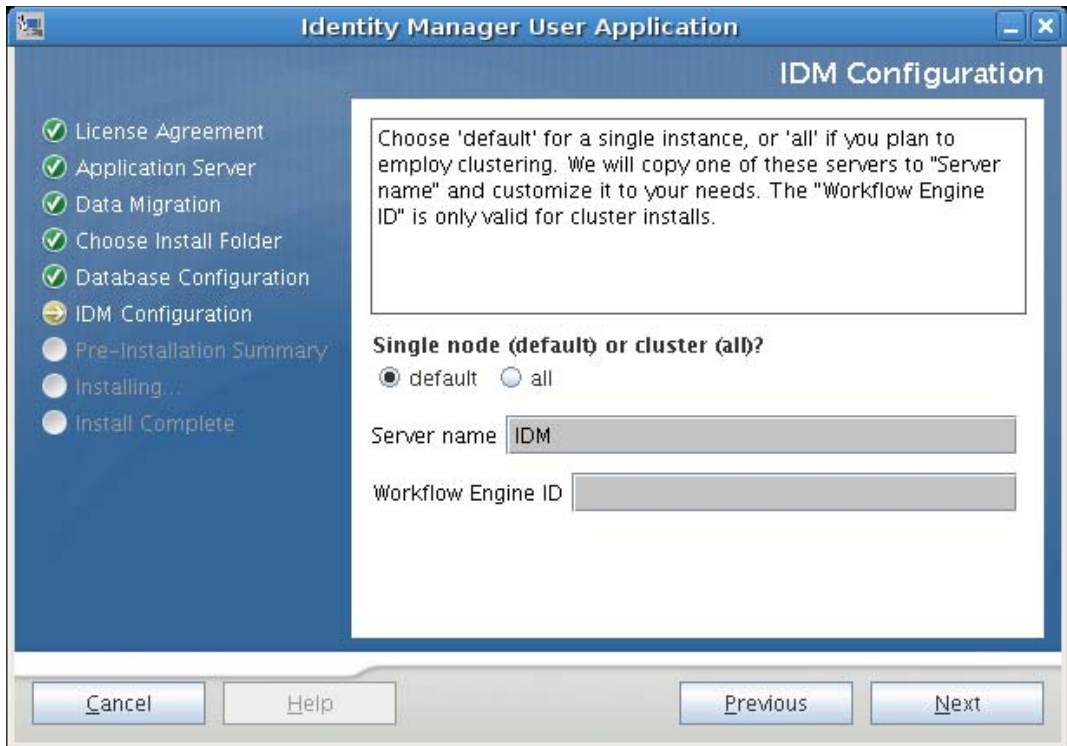 Identity Manager User Application
IDM Configuration
License Agreement
Application Server
Data Migration
Choose Install Folder
Database Configuration
IDM Configuration
Pre-Installation Summary
Installing...
Install Complete
Choose 'default' for a single instance, or 'all' if you plan to
employ clustering. We will copy one of these servers to "Server
name" and customize it to your needs. The "Workflow Engine
ID" is only valid for cluster installs.
Single node (default) or cluster (all)?
default all
Server name IDM
Workflow Engine ID
Cancel Help Previous Next